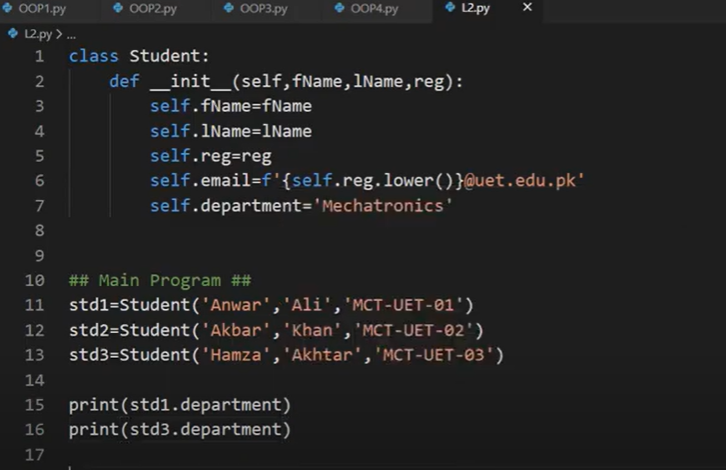 OOP1.py OOP2.py OOP3.py OOP4.py L2.py ×
L2.py > ...
1 class Student:
2     def __init__(self,fName,lName,reg):
3         self.fName=fName
4         self.lName=lName
5         self.reg=reg
6         self.email=f'{self.reg.lower()}@uet.edu.pk'
7         self.department='Mechatronics'
8
9
10 ## Main Program ##
11 std1=Student('Anwar','Ali','MCT-UET-01')
12 std2=Student('Akbar','Khan','MCT-UET-02')
13 std3=Student('Hamza','Akhtar','MCT-UET-03')
14
15 print(std1.department)
16 print(std3.department)
17